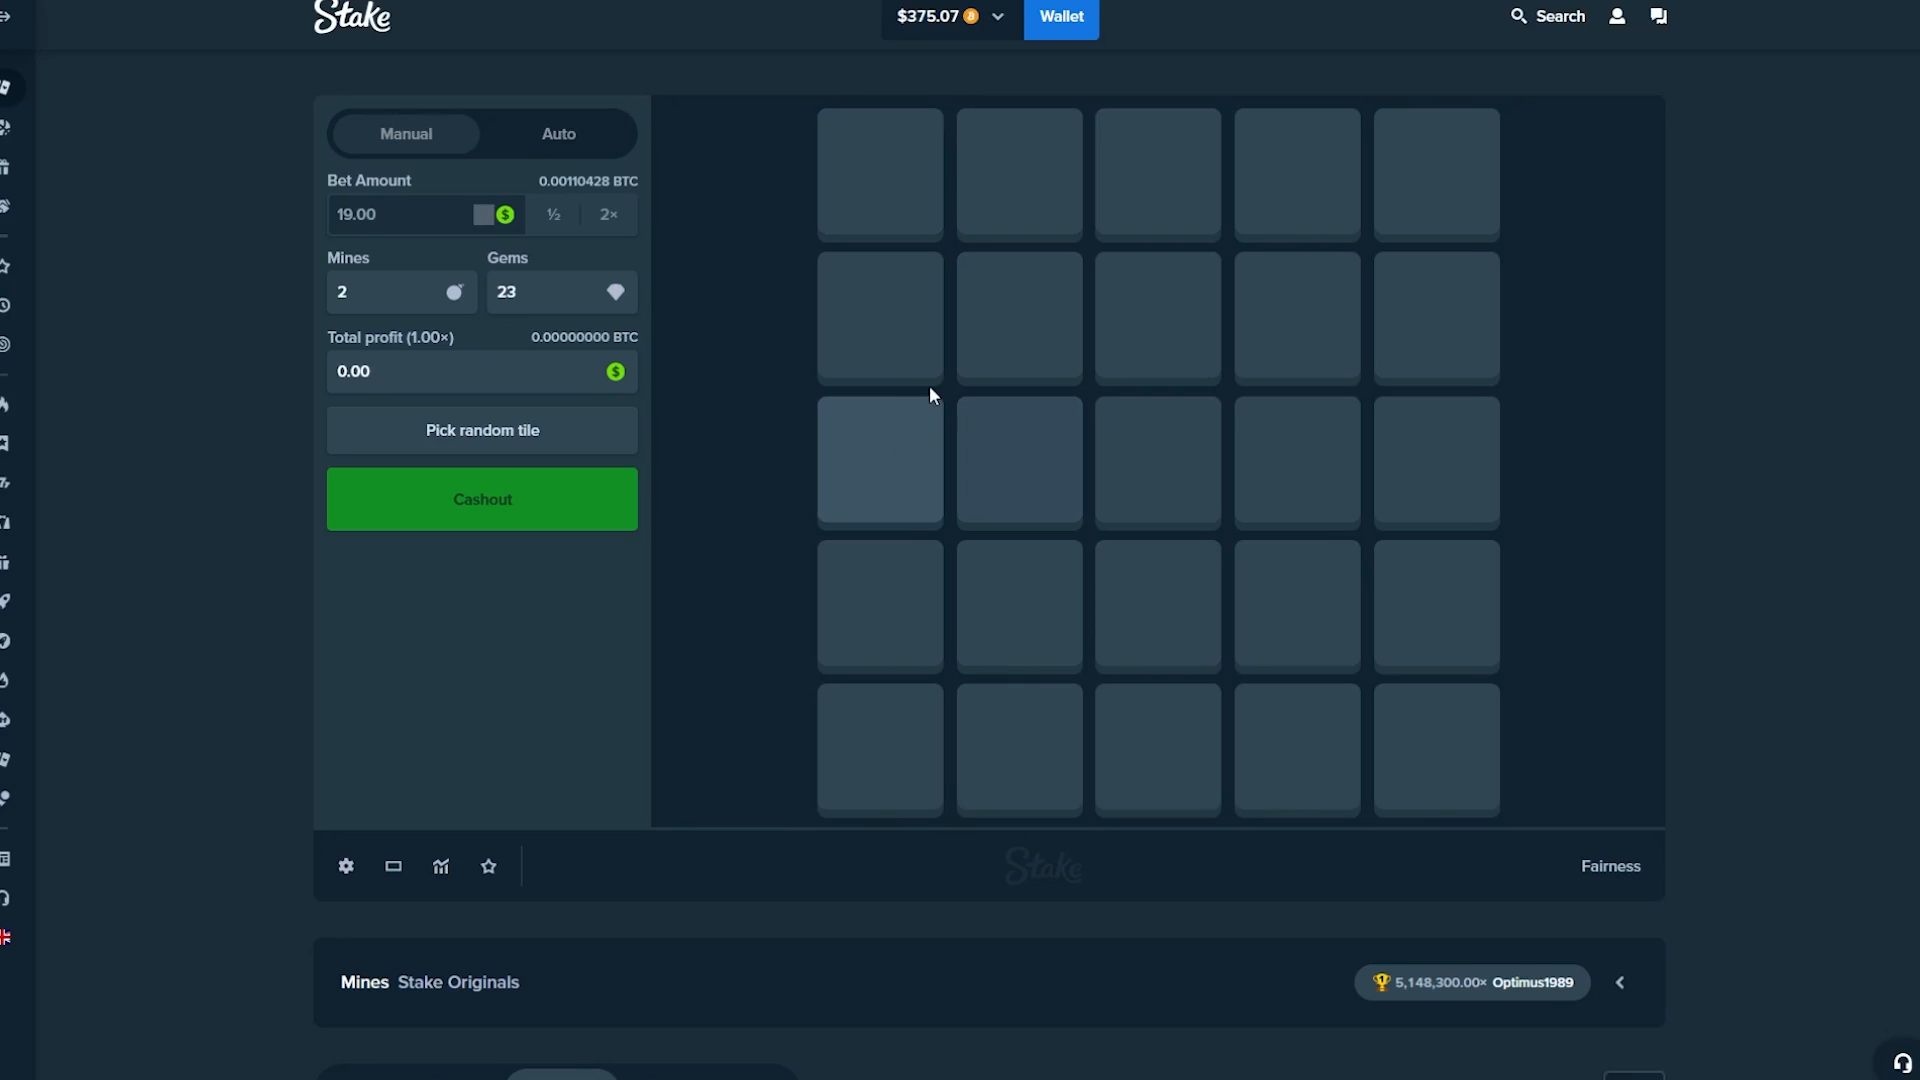 Stake
$375.07
Wallet
Search
Manual
Auto
Bet Amount
0.00110428 BTC
19.00
$
½
2×
Mines
Gems
2
23
Total profit (1.00×)
0.00000000 BTC
0.00
$
Pick random tile
Cashout
Stake
Fairness
Mines Stake Originals
1
5,148,300.00× Optimus1989